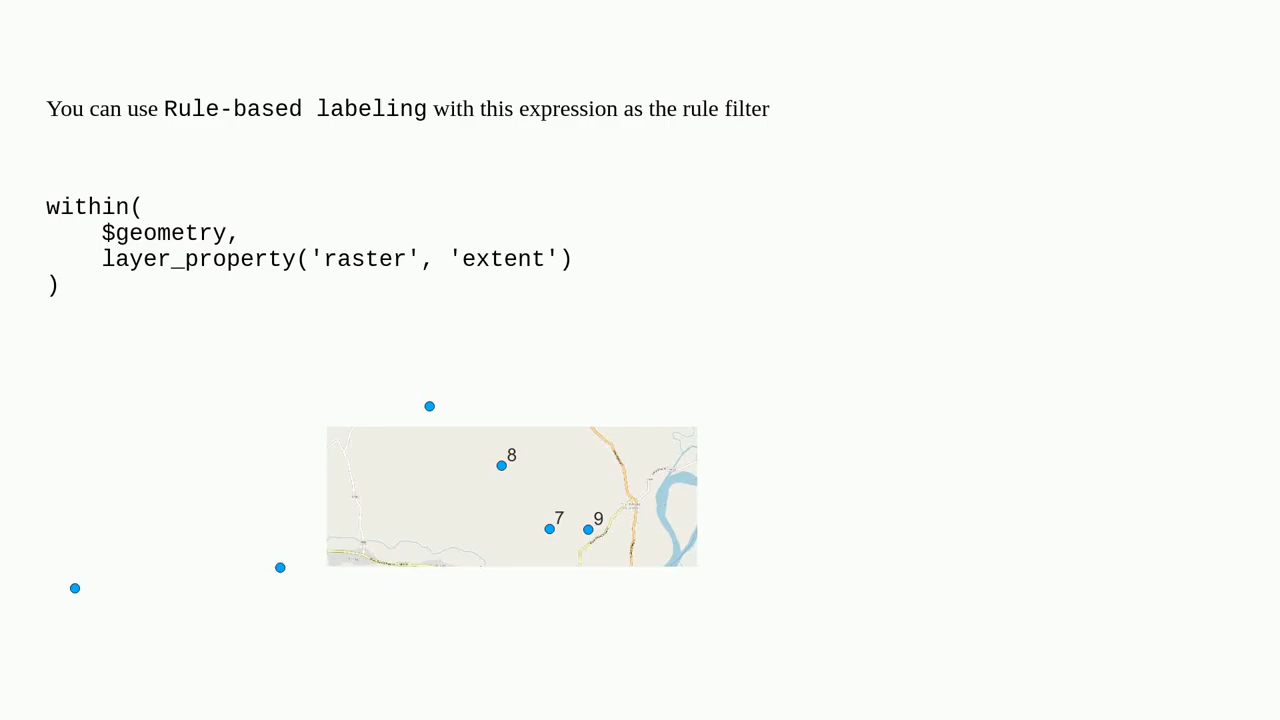 You can use Rule-based labeling with this expression as the rule filter
within(
    $geometry,
    layer_property('raster', 'extent')
)
8
7
9